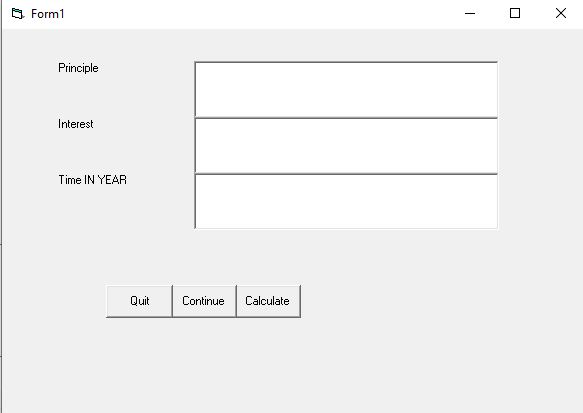 Form1
Principle
Interest
Time IN YEAR
Quit
Continue
Calculate